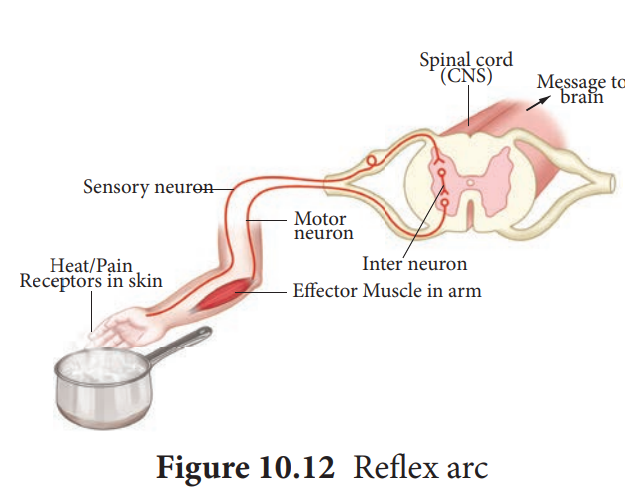 Spinal cord
(CNS)
Message to
brain
Sensory neuron
Motor
neuron
Inter neuron
Heat/Pain
Receptors in skin
Effector Muscle in arm
Figure 10.12 Reflex arc